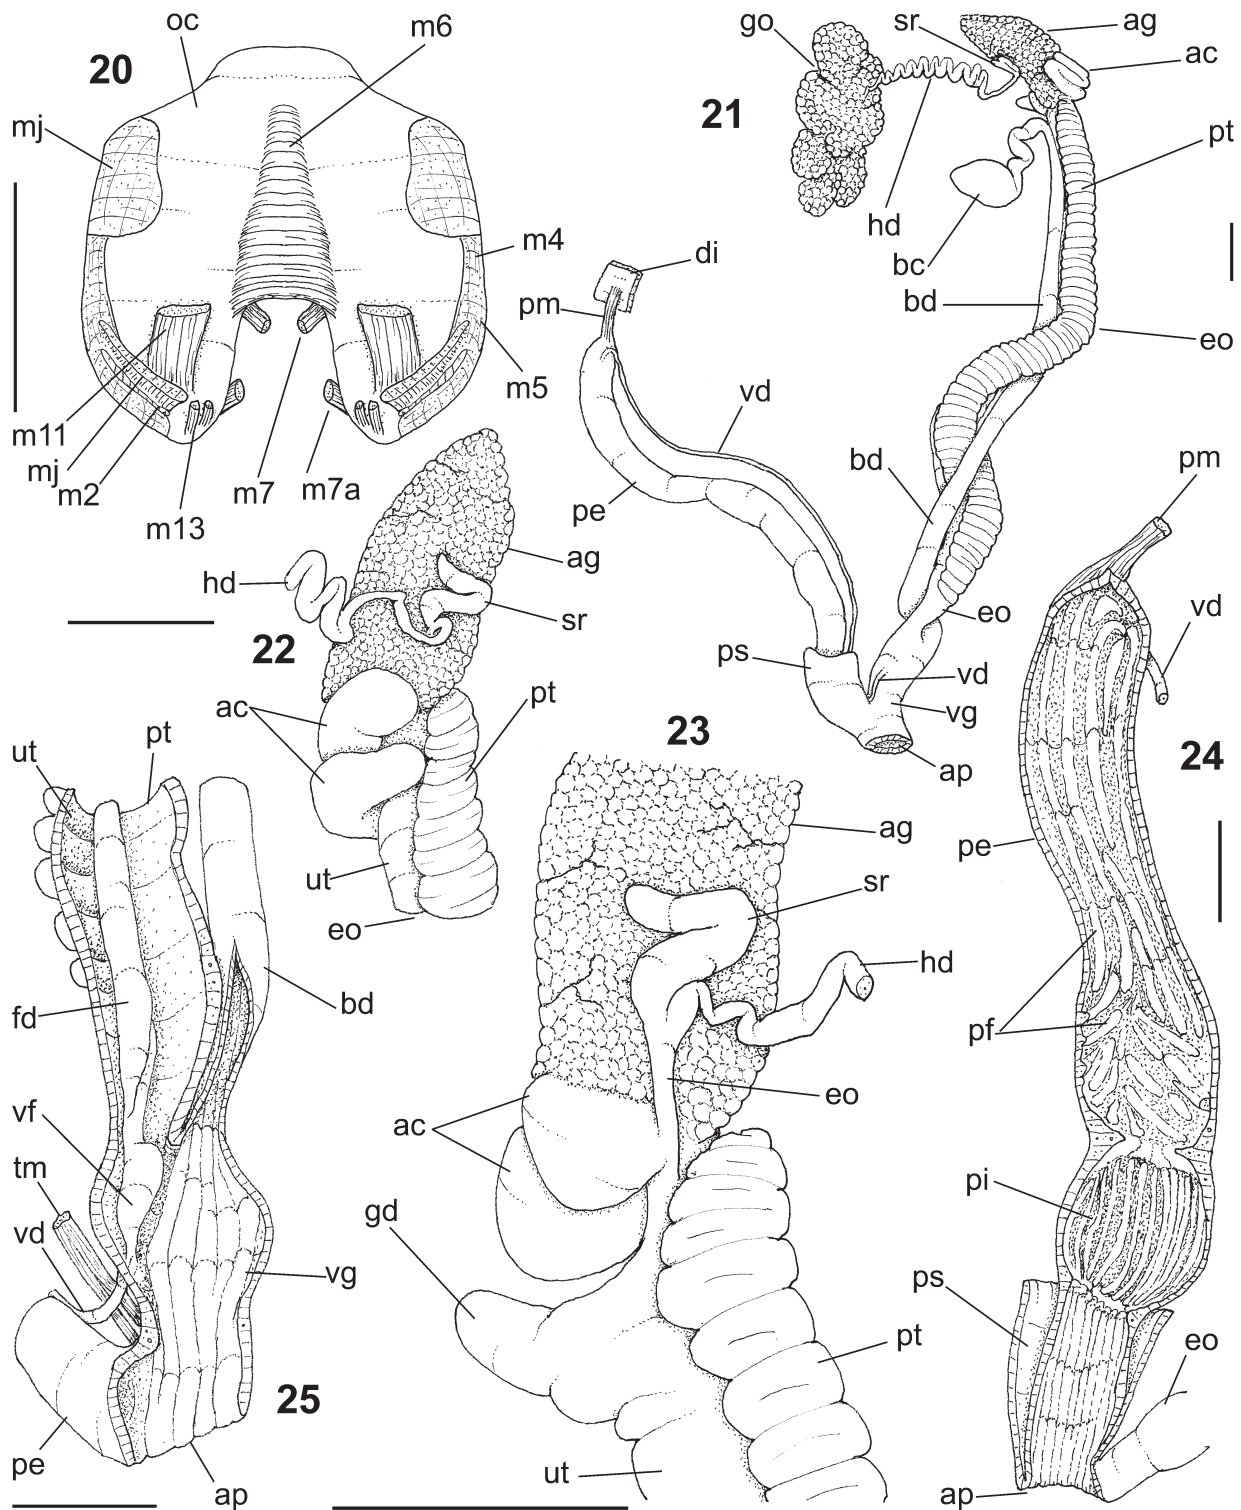 oc
m6
20
mj
m4
m5
m11
mj
m2
m13
m7
m7a
go
sr
ag
ac
21
pt
hd
bc
bd
eo
di
pm
vd
bd
pe
eo
ps
vd
vg
ap
hd
ag
sr
22
ac
pt
ut
eo
23
ag
sr
hd
eo
ac
gd
pt
ut
pm
vd
24
pe
pf
pi
ps
eo
ap
ut
pt
fd
bd
vf
tm
vd
vg
25
pe
ap